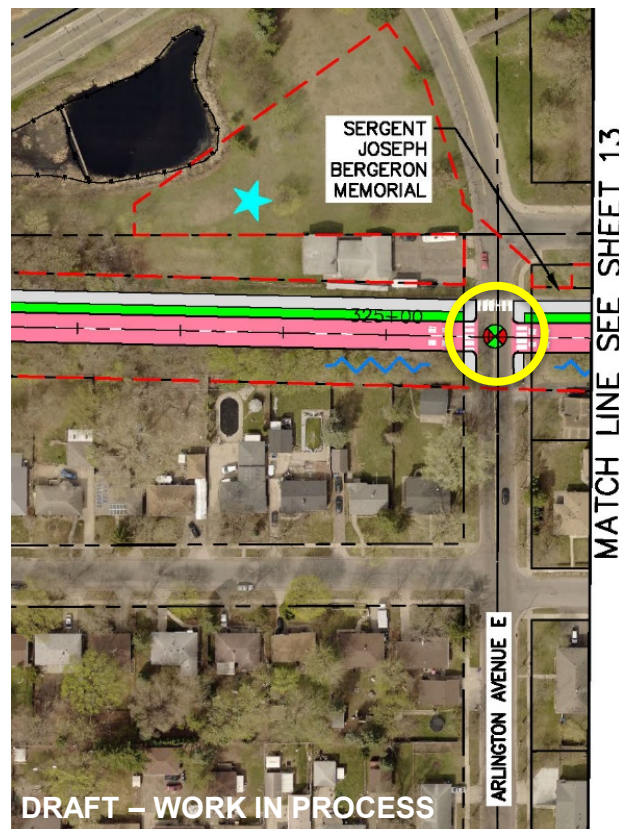 SERGENT
JOSEPH
BERGERON
MEMORIAL
325+00
MATCH LINE SEE SHEET 13
ARLINGTON AVENUE E
DRAFT – WORK IN PROCESS